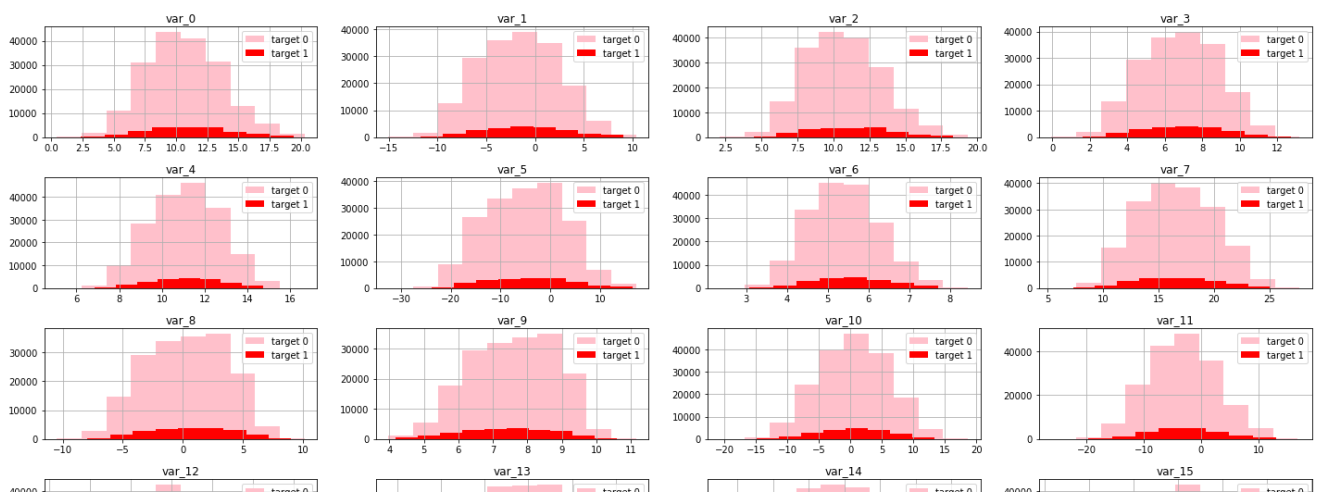 var_0 var_1 var_2 var_3
40000 30000 20000 10000 0
target 0
target 1
0.0 2.5 5.0 7.5 10.0 12.5 15.0 17.5 20.0
40000 30000 20000 10000 0
target 0
target 1
−15 −10 −5 0 5 10
40000 30000 20000 10000 0
target 0
target 1
2.5 5.0 7.5 10.0 12.5 15.0 17.5 20.0
40000 30000 20000 10000 0
target 0
target 1
0 2 4 6 8 10 12
var_4 var_5 var_6 var_7
40000 30000 20000 10000 0
target 0
target 1
6 8 10 12 14 16
40000 30000 20000 10000 0
target 0
target 1
−30 −20 −10 0 10
40000 30000 20000 10000 0
target 0
target 1
3 4 5 6 7 8
40000 30000 20000 10000 0
target 0
target 1
5 10 15 20 25
var_8 var_9 var_10 var_11
30000 20000 10000 0
target 0
target 1
−10 −5 0 5 10
30000 20000 10000 0
target 0
target 1
4 5 6 7 8 9 10 11
40000 30000 20000 10000 0
target 0
target 1
−20 −15 −10 −5 0 5 10 15 20
40000 20000 0
target 0
target 1
−20 −10 0 10
var_12 var_13 var_14 var_15
40000
target 0
target 0
target 0
40000
target 0